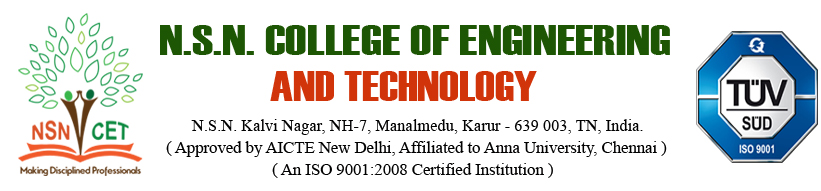 NSN CET
Making Disciplined Professionals
N.S.N. COLLEGE OF ENGINEERING
AND TECHNOLOGY
N.S.N. Kalvi Nagar, NH-7, Manalmedu, Karur - 639 003, TN, India.
( Approved by AICTE New Delhi, Affiliated to Anna University, Chennai )
( An ISO 9001:2008 Certified Institution )
Q
TÜV
SÜD
ISO 9001